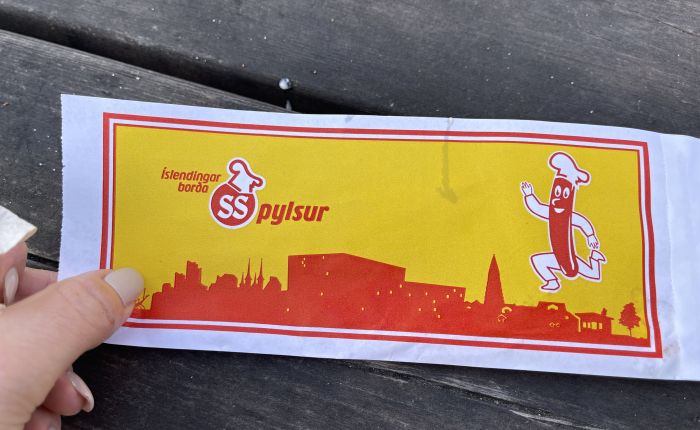 Íslendingar
borða
SS
pylsur